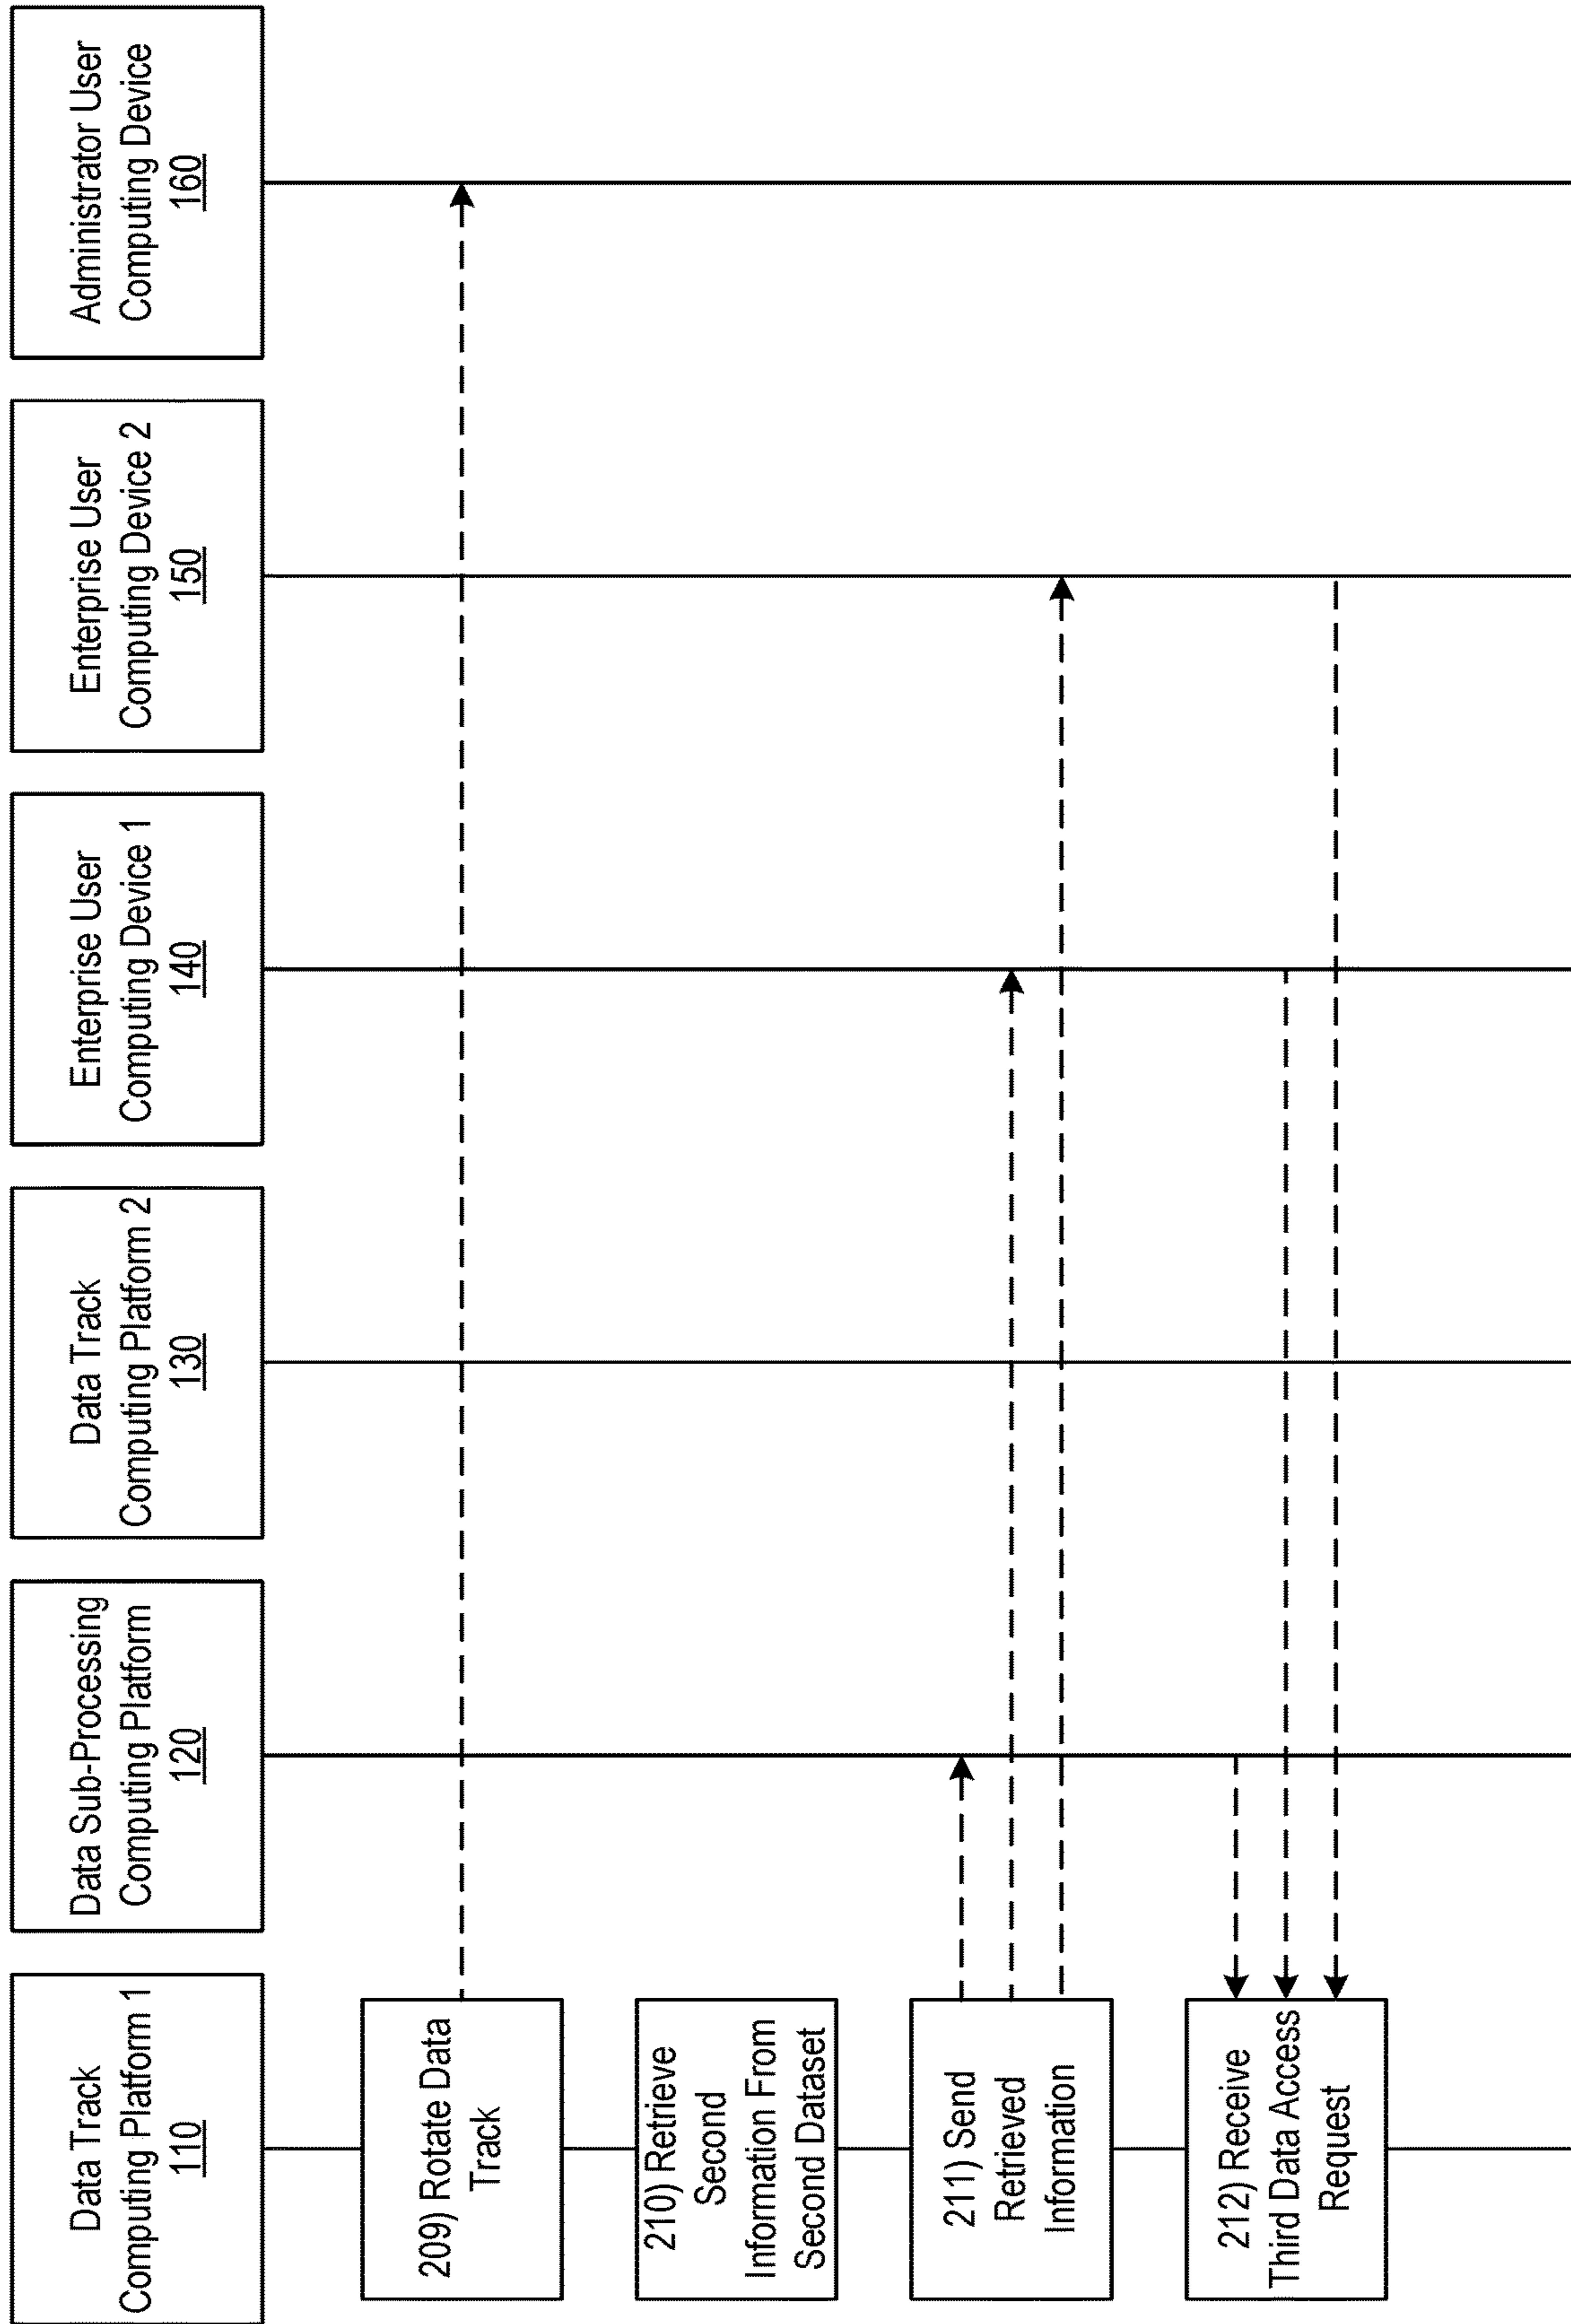 Data Track
Computing Platform 1
110
Data Sub-Processing
Computing Platform
120
Data Track
Computing Platform 2
130
Enterprise User
Computing Device 1
140
Enterprise User
Computing Device 2
150
Administrator User
Computing Device
160
209) Rotate Data
Track
210) Retrieve
Second
Information From
Second Dataset
211) Send
Retrieved
Information
212) Receive
Third Data Access
Request